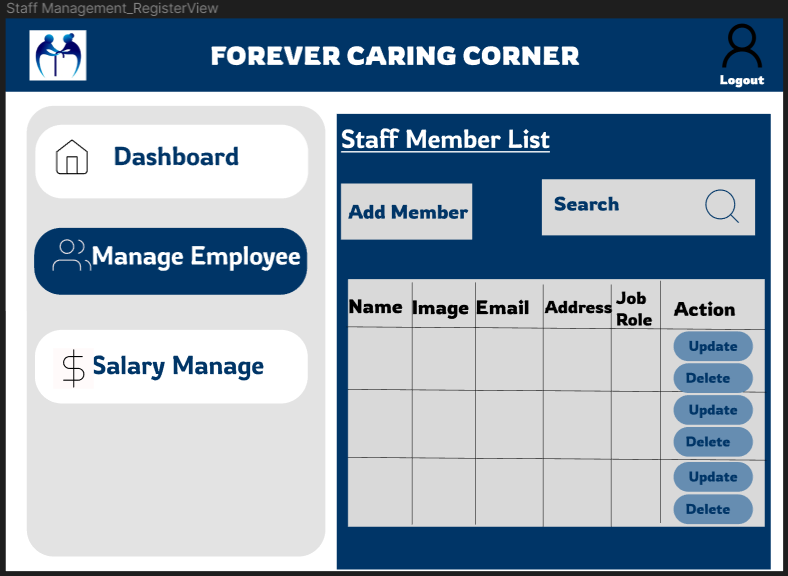 Staff Management_RegisterView
FOREVER CARING CORNER
Logout
Dashboard
Manage Employee
Salary Manage
Staff Member List
Add Member
Search
Name Image Email Address Job Role Action
Update
Delete
Update
Delete
Update
Delete